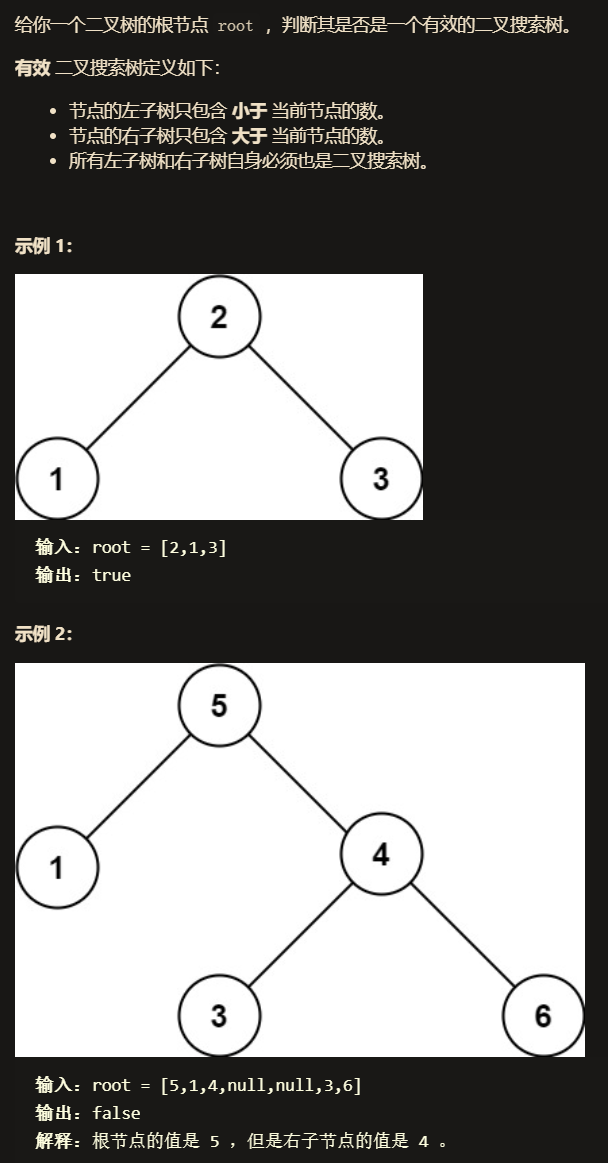 给你一个二叉树的根节点 root ，判断其是否是一个有效的二叉搜索树。
有效 二叉搜索树定义如下：
• 节点的左子树只包含 小于 当前节点的数。
• 节点的右子树只包含 大于 当前节点的数。
• 所有左子树和右子树自身必须也是二叉搜索树。
示例 1：
2
1
3
输入：root = [2,1,3]
输出：true
示例 2：
5
1
4
3
6
输入：root = [5,1,4,null,null,3,6]
输出：false
解释：根节点的值是 5 ，但是右子节点的值是 4 。